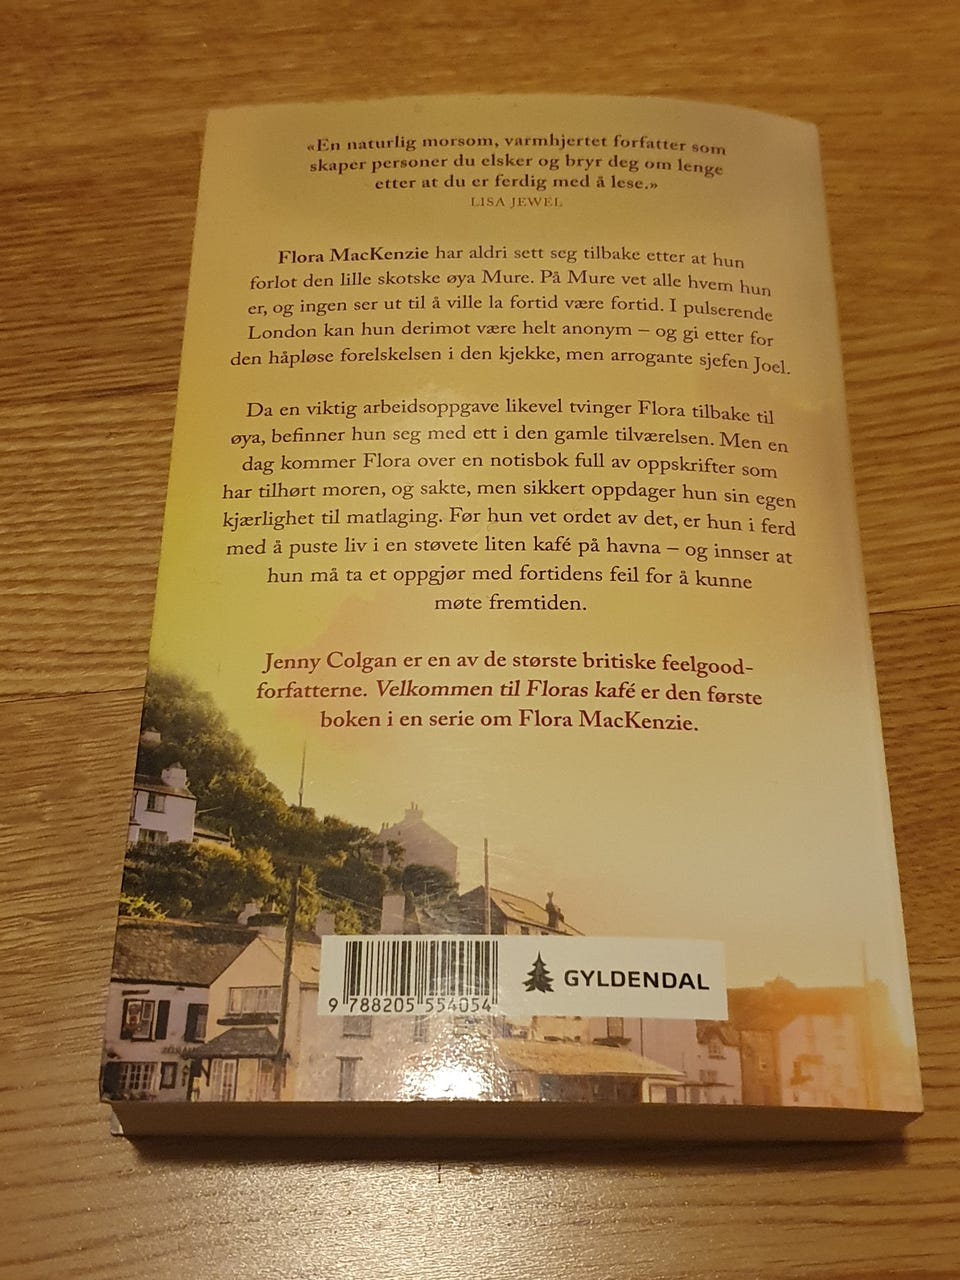 «En naturlig morsom, varmhjertet forfatter som
skaper personer du elsker og bryr deg om lenge
etter at du er ferdig med å lese.»
LISA JEWEL
Flora MacKenzie har aldri sett seg tilbake etter at hun
forlot den lille skotske øya Mure. På Mure vet alle hvem hun
er, og ingen ser ut til å ville la fortid være fortid. I pulserende
London kan hun derimot være helt anonym – og gi etter for
den håpløse forelskelsen i den kjekke, men arrogante sjefen Joel.
Da en viktig arbeidsoppgave likevel tvinger Flora tilbake til
øya, befinner hun seg med ett i den gamle tilværelsen. Men en
dag kommer Flora over en notisbok full av oppskrifter som
har tilhørt moren, og sakte, men sikkert oppdager hun sin egen
kjærlighet til matlaging. Før hun vet ordet av det, er hun i ferd
med å puste liv i en støvete liten kafé på havna – og innser at
hun må ta et oppgjør med fortidens feil for å kunne
møte fremtiden.
Jenny Colgan er en av de største britiske feelgood-
forfatterne. Velkommen til Floras kafé er den første
boken i en serie om Flora MacKenzie.
9 788205 554054
GYLDENDAL